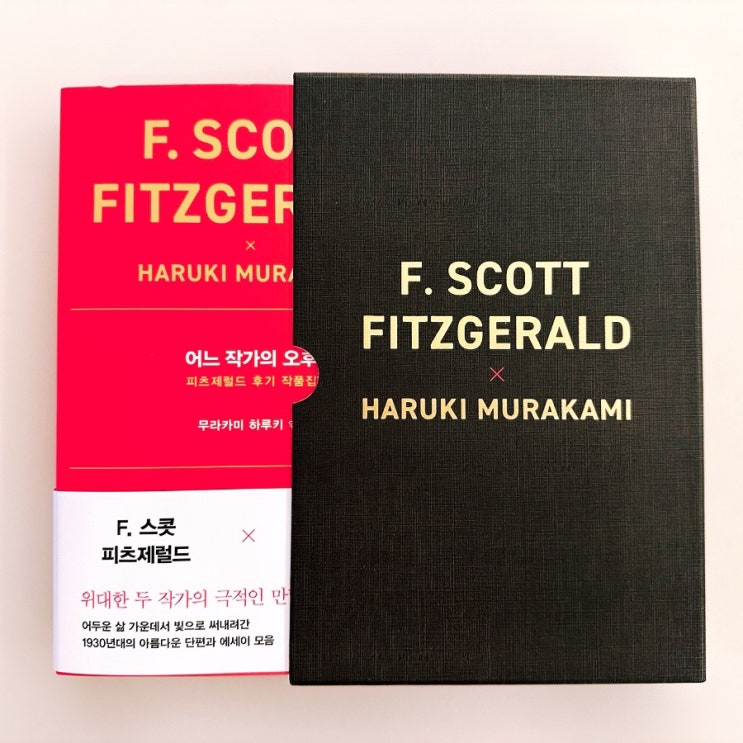 F. SCO
FITZGER
×
HARUKI MURA
어느 작가의 오후
피츠제럴드 후기 작품집
무라카미 하루키
F. 스콧
피츠제럴드
×
위대한 두 작가의 극적인
어두운 삶 가운데서 빛으로 써내려간
1930년대의 아름다운 단편과 에세이 모음
F. SCOTT
FITZGERALD
×
HARUKI MURAKAMI